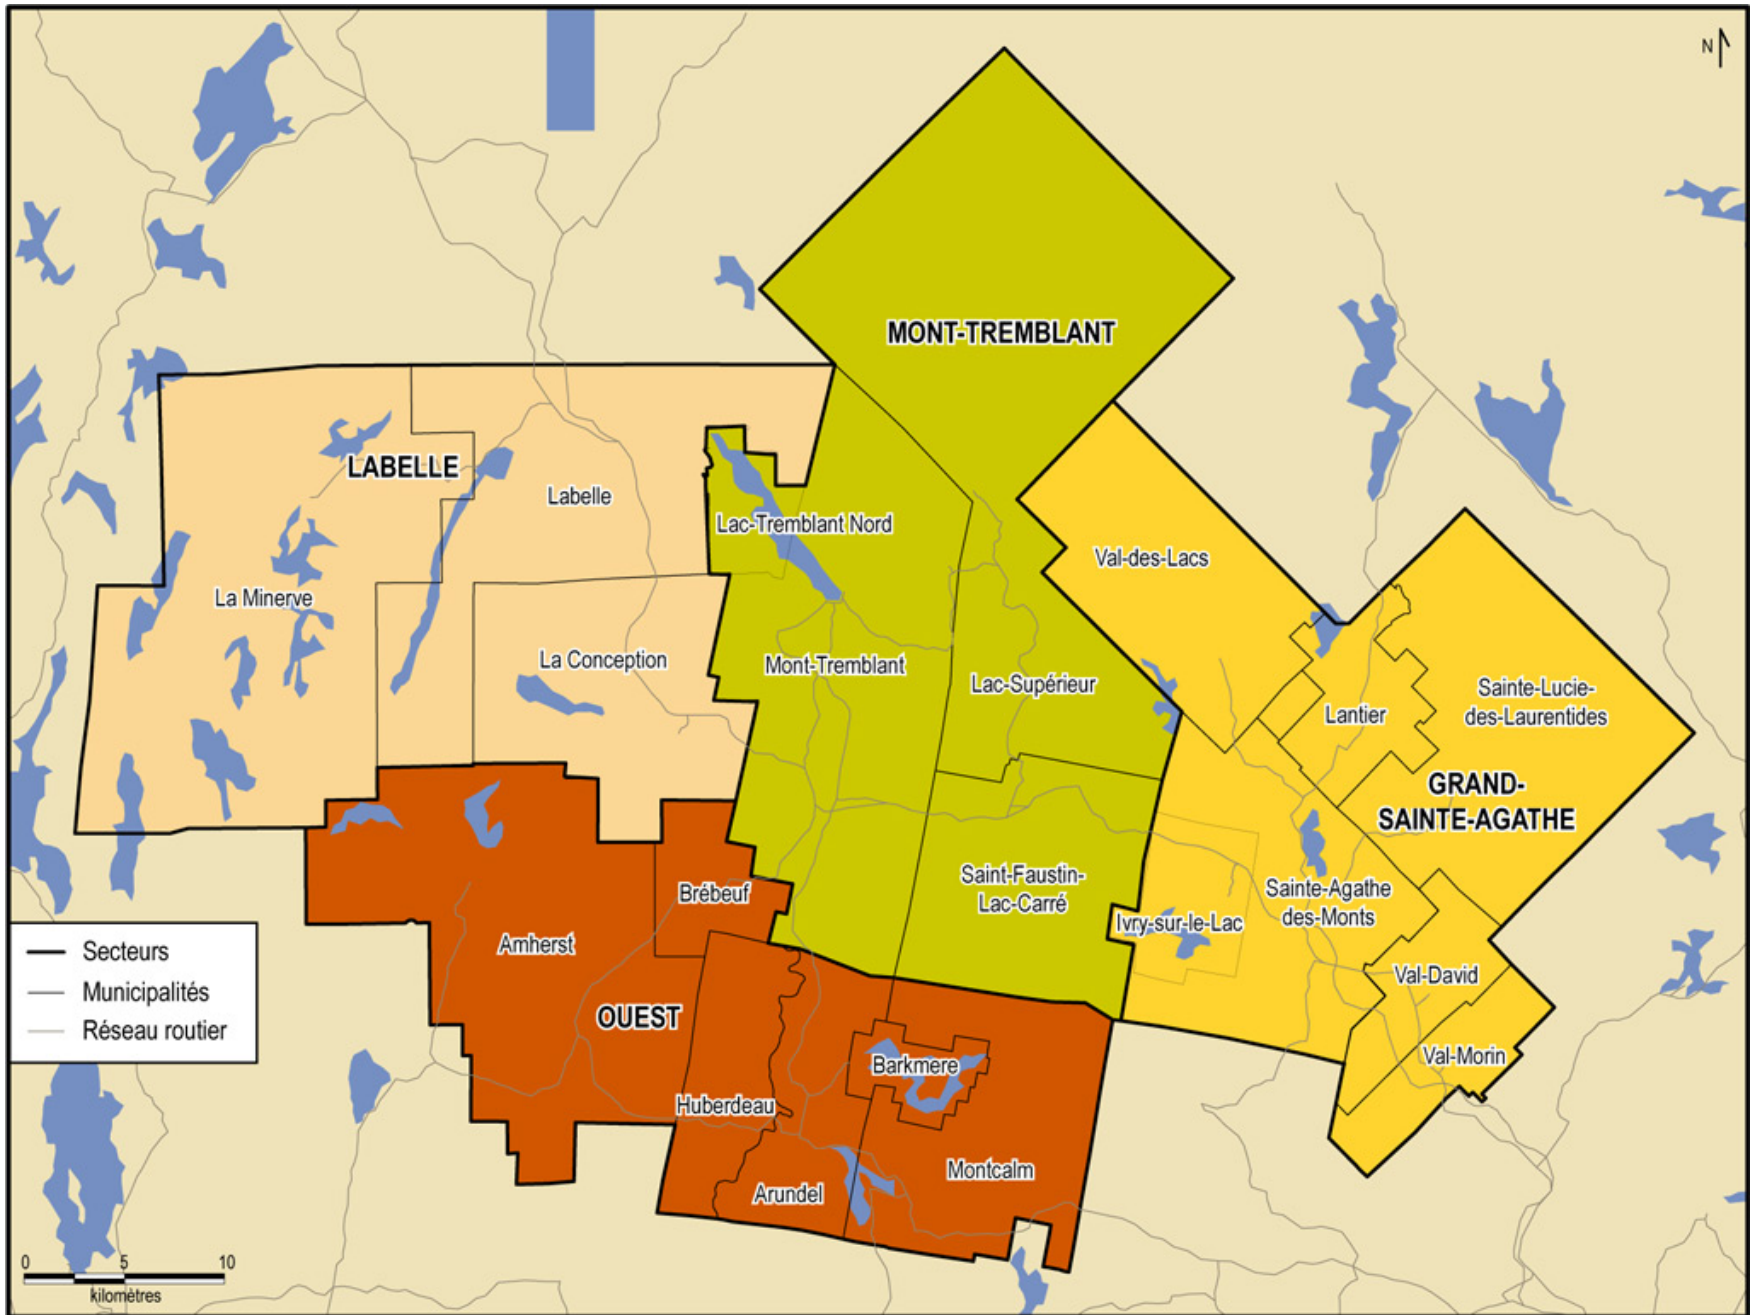 N
MONT-TREMBLANT
LABELLE
Labelle
Lac-Tremblant Nord
Val-des-Lacs
La Minerve
La Conception
Mont-Tremblant
Lac-Supérieur
Sainte-Lucie-
des-Laurentides
Lantier
GRAND-
SAINTE-AGATHE
Saint-Faustin-
Lac-Carré
Brébeuf
Sainte-Agathe
des-Monts
Ivry-sur-le-Lac
Amherst
Val-David
OUEST
Val-Morin
Barkmere
Huberdeau
Montcalm
Arundel
Secteurs
Municipalités
Réseau routier
0 5 10
kilomètres